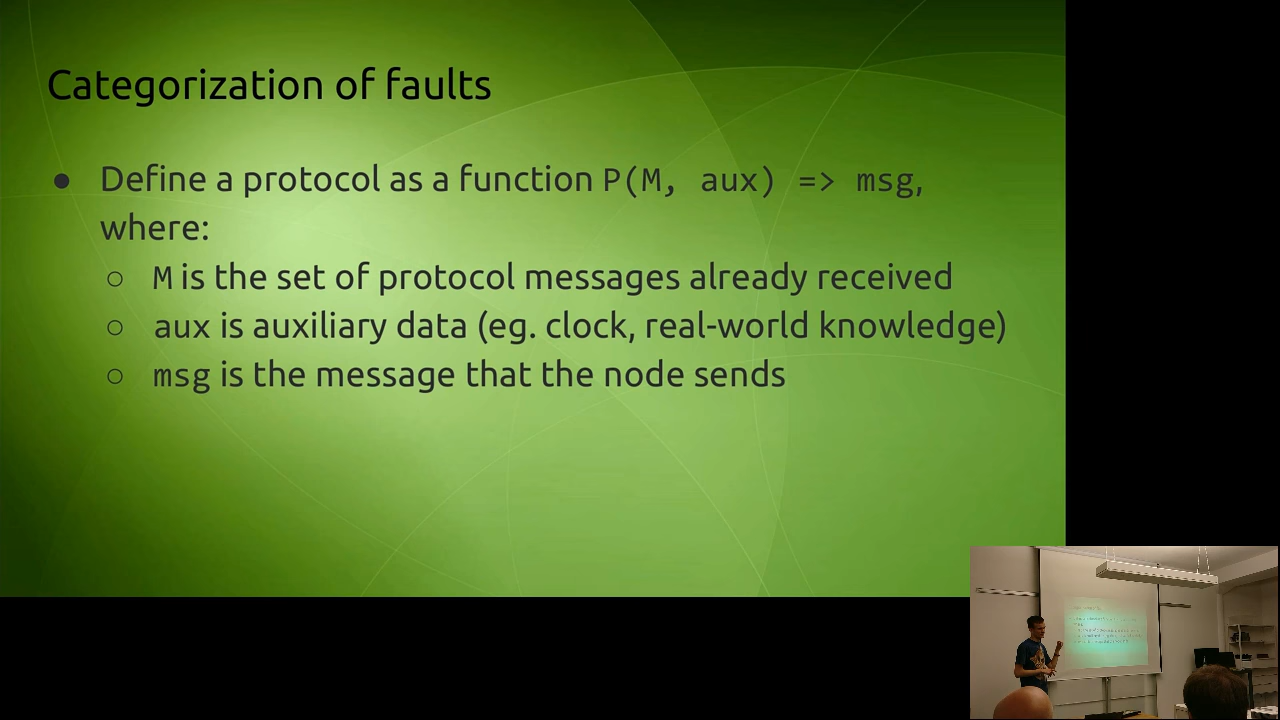 Categorization of faults
● Define a protocol as a function P(M, aux) => msg,
where:
○ M is the set of protocol messages already received
○ aux is auxiliary data (eg. clock, real-world knowledge)
○ msg is the message that the node sends